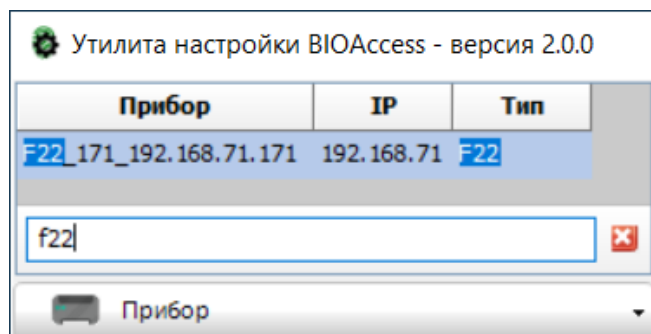 Утилита настройки BIOAccess - версия 2.0.0
Прибор IP Тип
F22_171_192.168.71.171 192.168.71 F22
f22
Прибор